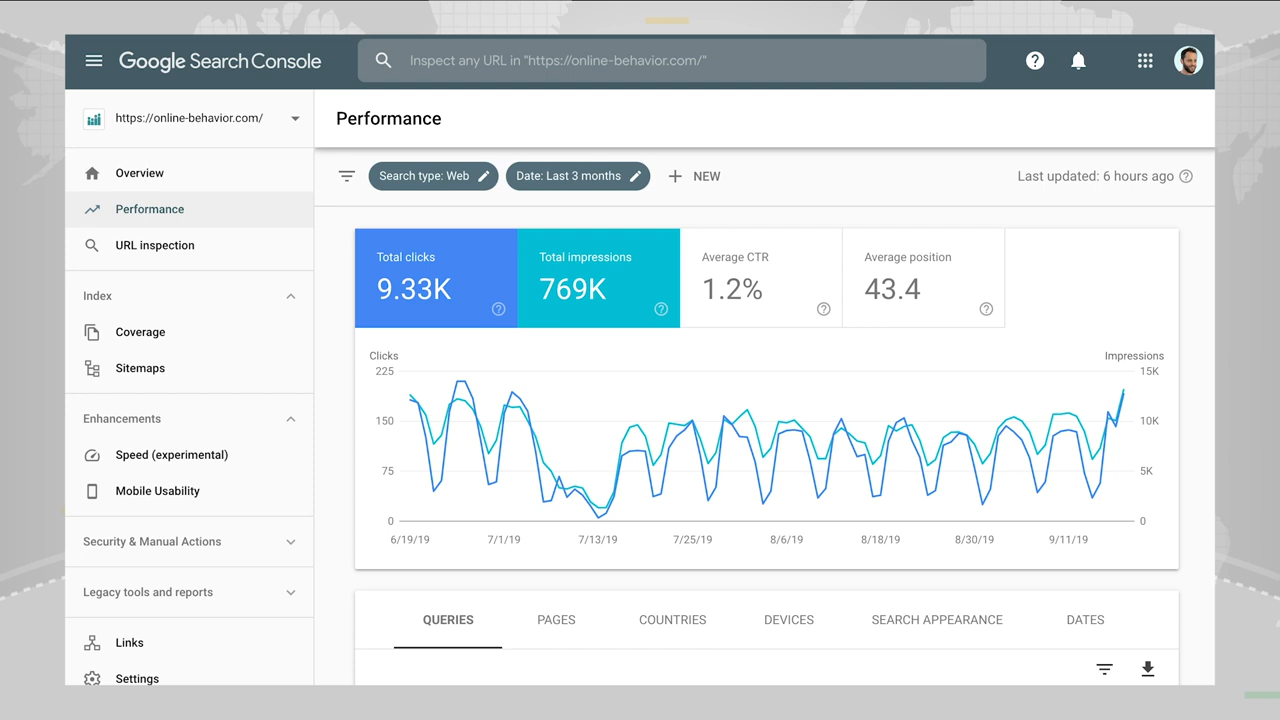 Google Search Console
Inspect any URL in "https://online-behavior.com/"
https://online-behavior.com/
Performance
Overview
Performance
URL inspection
Index
Coverage
Sitemaps
Enhancements
Speed (experimental)
Mobile Usability
Security & Manual Actions
Legacy tools and reports
Links
Settings
Search type: Web
Date: Last 3 months
NEW
Last updated: 6 hours ago
Total clicks
9.33K
Total impressions
769K
Average CTR
1.2%
Average position
43.4
Clicks
Impressions
225
150
75
0
15K
10K
5K
0
6/19/19
7/1/19
7/13/19
7/25/19
8/6/19
8/18/19
8/30/19
9/11/19
QUERIES
PAGES
COUNTRIES
DEVICES
SEARCH APPEARANCE
DATES